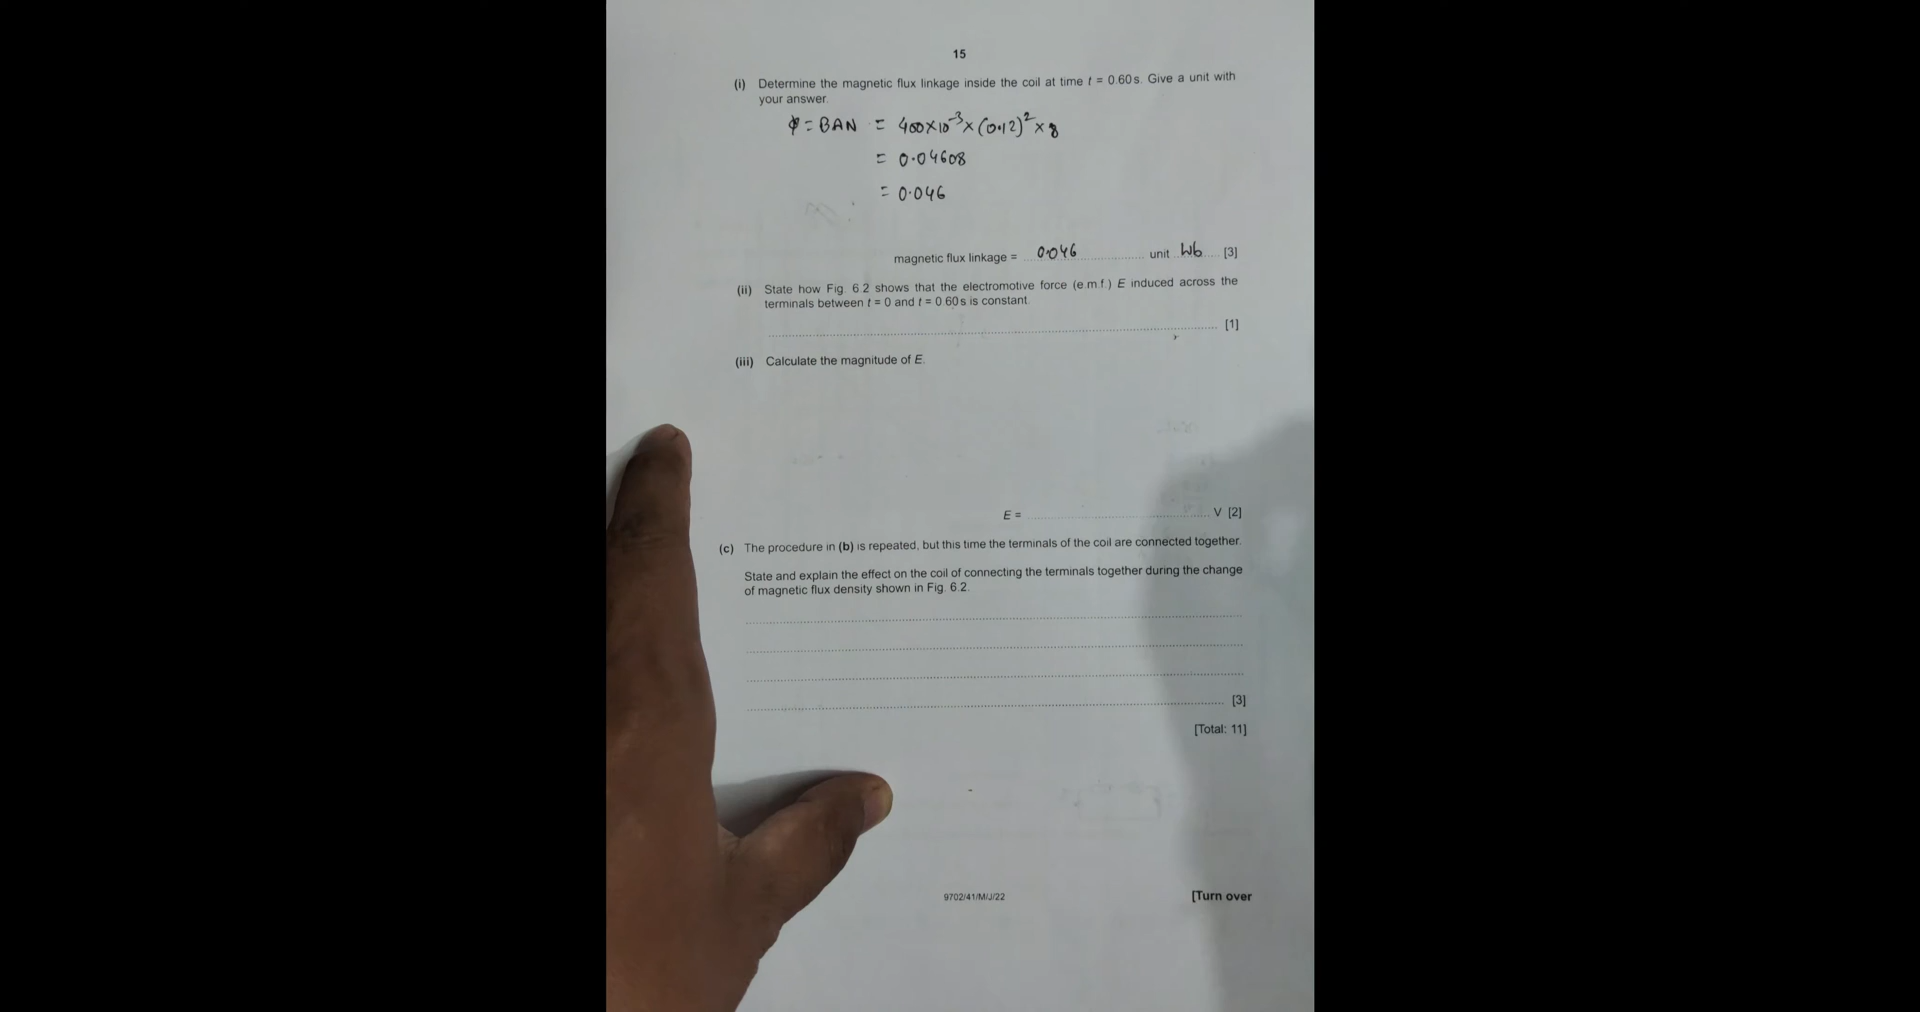 15
(i) Determine the magnetic flux linkage inside the coil at time t = 0.60s. Give a unit with
your answer.
ϕ = BAN = 400×10⁻³×(0.12)²×8
= 0.04608
= 0.046
magnetic flux linkage = 0.046 unit Wb [3]
(ii) State how Fig. 6.2 shows that the electromotive force (e.m.f.) E induced across the
terminals between t = 0 and t = 0.60s is constant.
[1]
(iii) Calculate the magnitude of E.
E = V [2]
(c) The procedure in (b) is repeated, but this time the terminals of the coil are connected together.
State and explain the effect on the coil of connecting the terminals together during the change
of magnetic flux density shown in Fig. 6.2.
[3]
[Total: 11]
9702/41/M/J/22
[Turn over